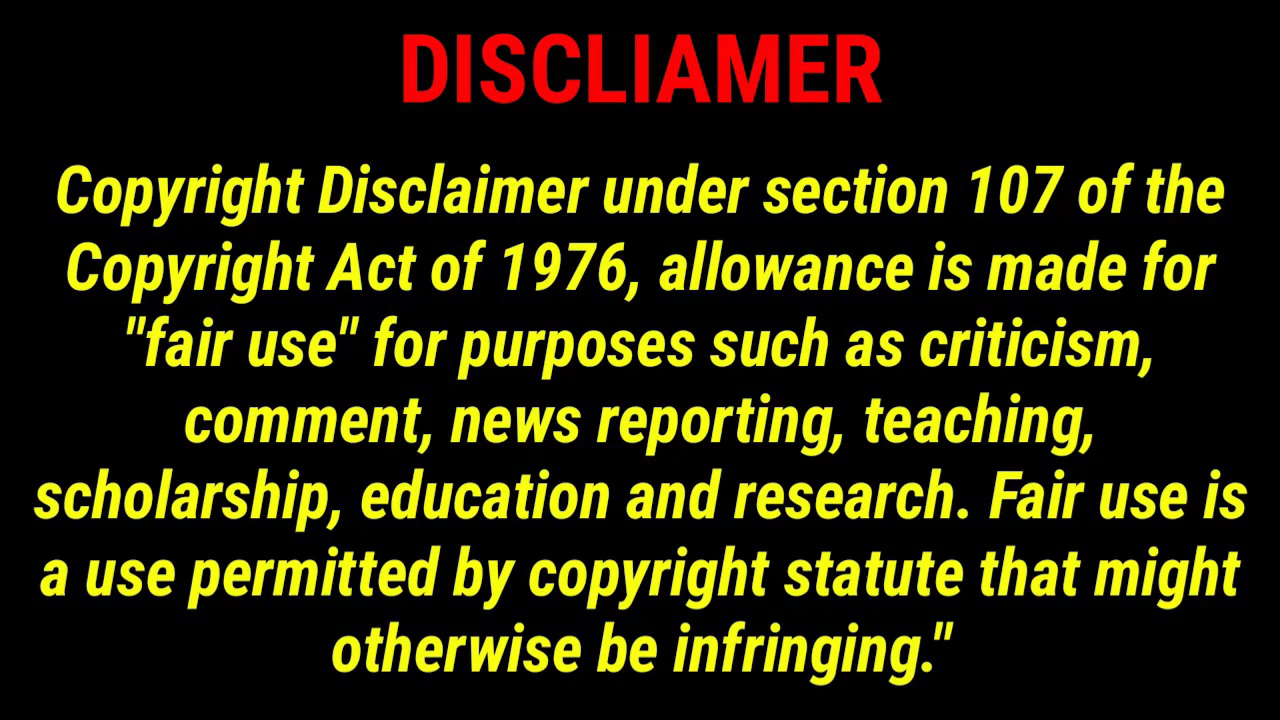 DISCLIAMER
Copyright Disclaimer under section 107 of the
Copyright Act of 1976, allowance is made for
"fair use" for purposes such as criticism,
comment, news reporting, teaching,
scholarship, education and research. Fair use is
a use permitted by copyright statute that might
otherwise be infringing."